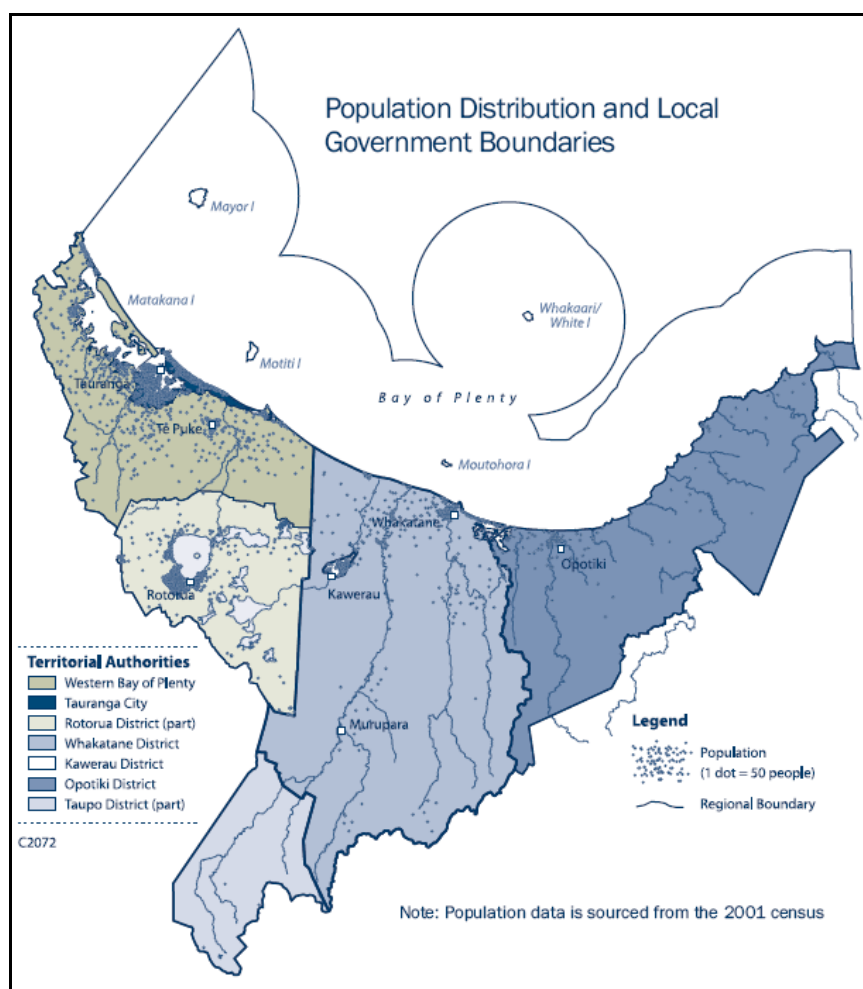 Population Distribution and Local
Government Boundaries
Mayor I
Matakana I
Whakaari/
White I
Motiti I
Tauranga
Bay of Plenty
Te Puke
Moutohora I
Whakatane
Opotiki
Kawerau
Rotorua
Territorial Authorities
Western Bay of Plenty
Tauranga City
Rotorua District (part)
Whakatane District
Kawerau District
Opotiki District
Taupo District (part)
Murupara
Legend
Population
(1 dot = 50 people)
Regional Boundary
C2072
Note: Population data is sourced from the 2001 census